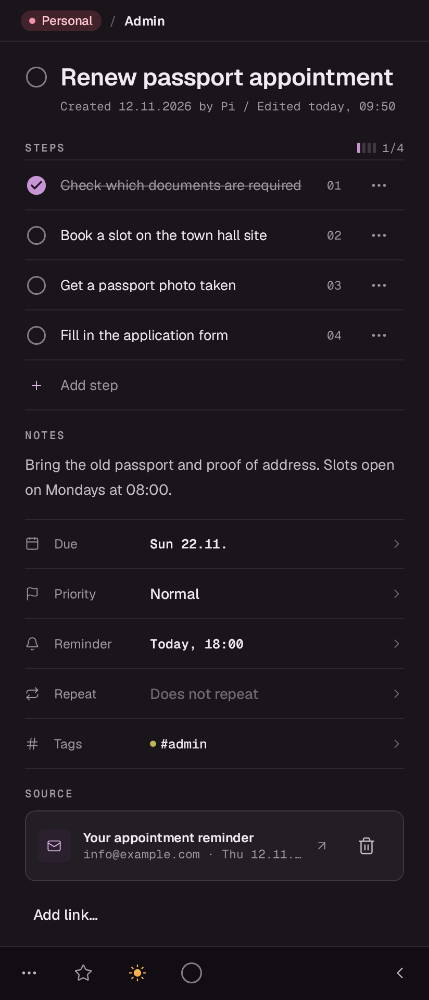 Personal / Admin
Renew passport appointment
Created 12.11.2026 by Pi / Edited today, 09:50
STEPS 1/4
Check which documents are required 01
Book a slot on the town hall site 02
Get a passport photo taken 03
Fill in the application form 04
Add step
NOTES
Bring the old passport and proof of address. Slots open
on Mondays at 08:00.
Due Sun 22.11.
Priority Normal
Reminder Today, 18:00
Repeat Does not repeat
Tags #admin
SOURCE
Your appointment reminder
info@example.com · Thu 12.11.…
Add link…